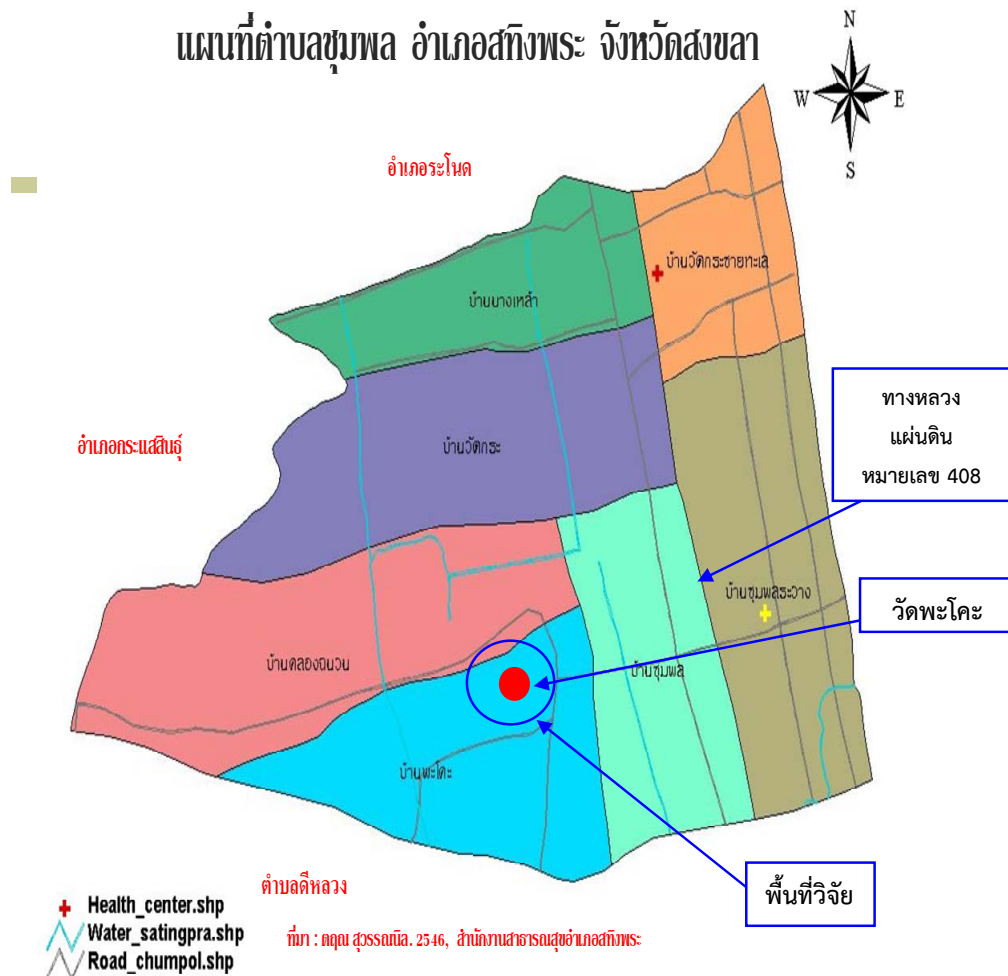 แผนที่ตำบลชุมพล อำเภอสทิงพระ จังหวัดสงขลา
N
W E
S
อำเภอระโนด
บ้านวัดกระชายทะเล
บ้านบางเหล้า
ทางหลวง
แผ่นดิน
หมายเลข 408
อำเภอกระแสสินธุ์
บ้านวัดกระ
บ้านชุมพลระวาง
วัดพะโคะ
บ้านคลองฉนวน
บ้านชุมพล
บ้านพะโคะ
พื้นที่วิจัย
ตำบลดีหลวง
Health_center.shp
Water_satingpra.shp
Road_chumpol.shp
ที่มา : ตฤณ สุวรรณนิล. 2546, สำนักงานสาธารณสุขอำเภอสทิงพระ